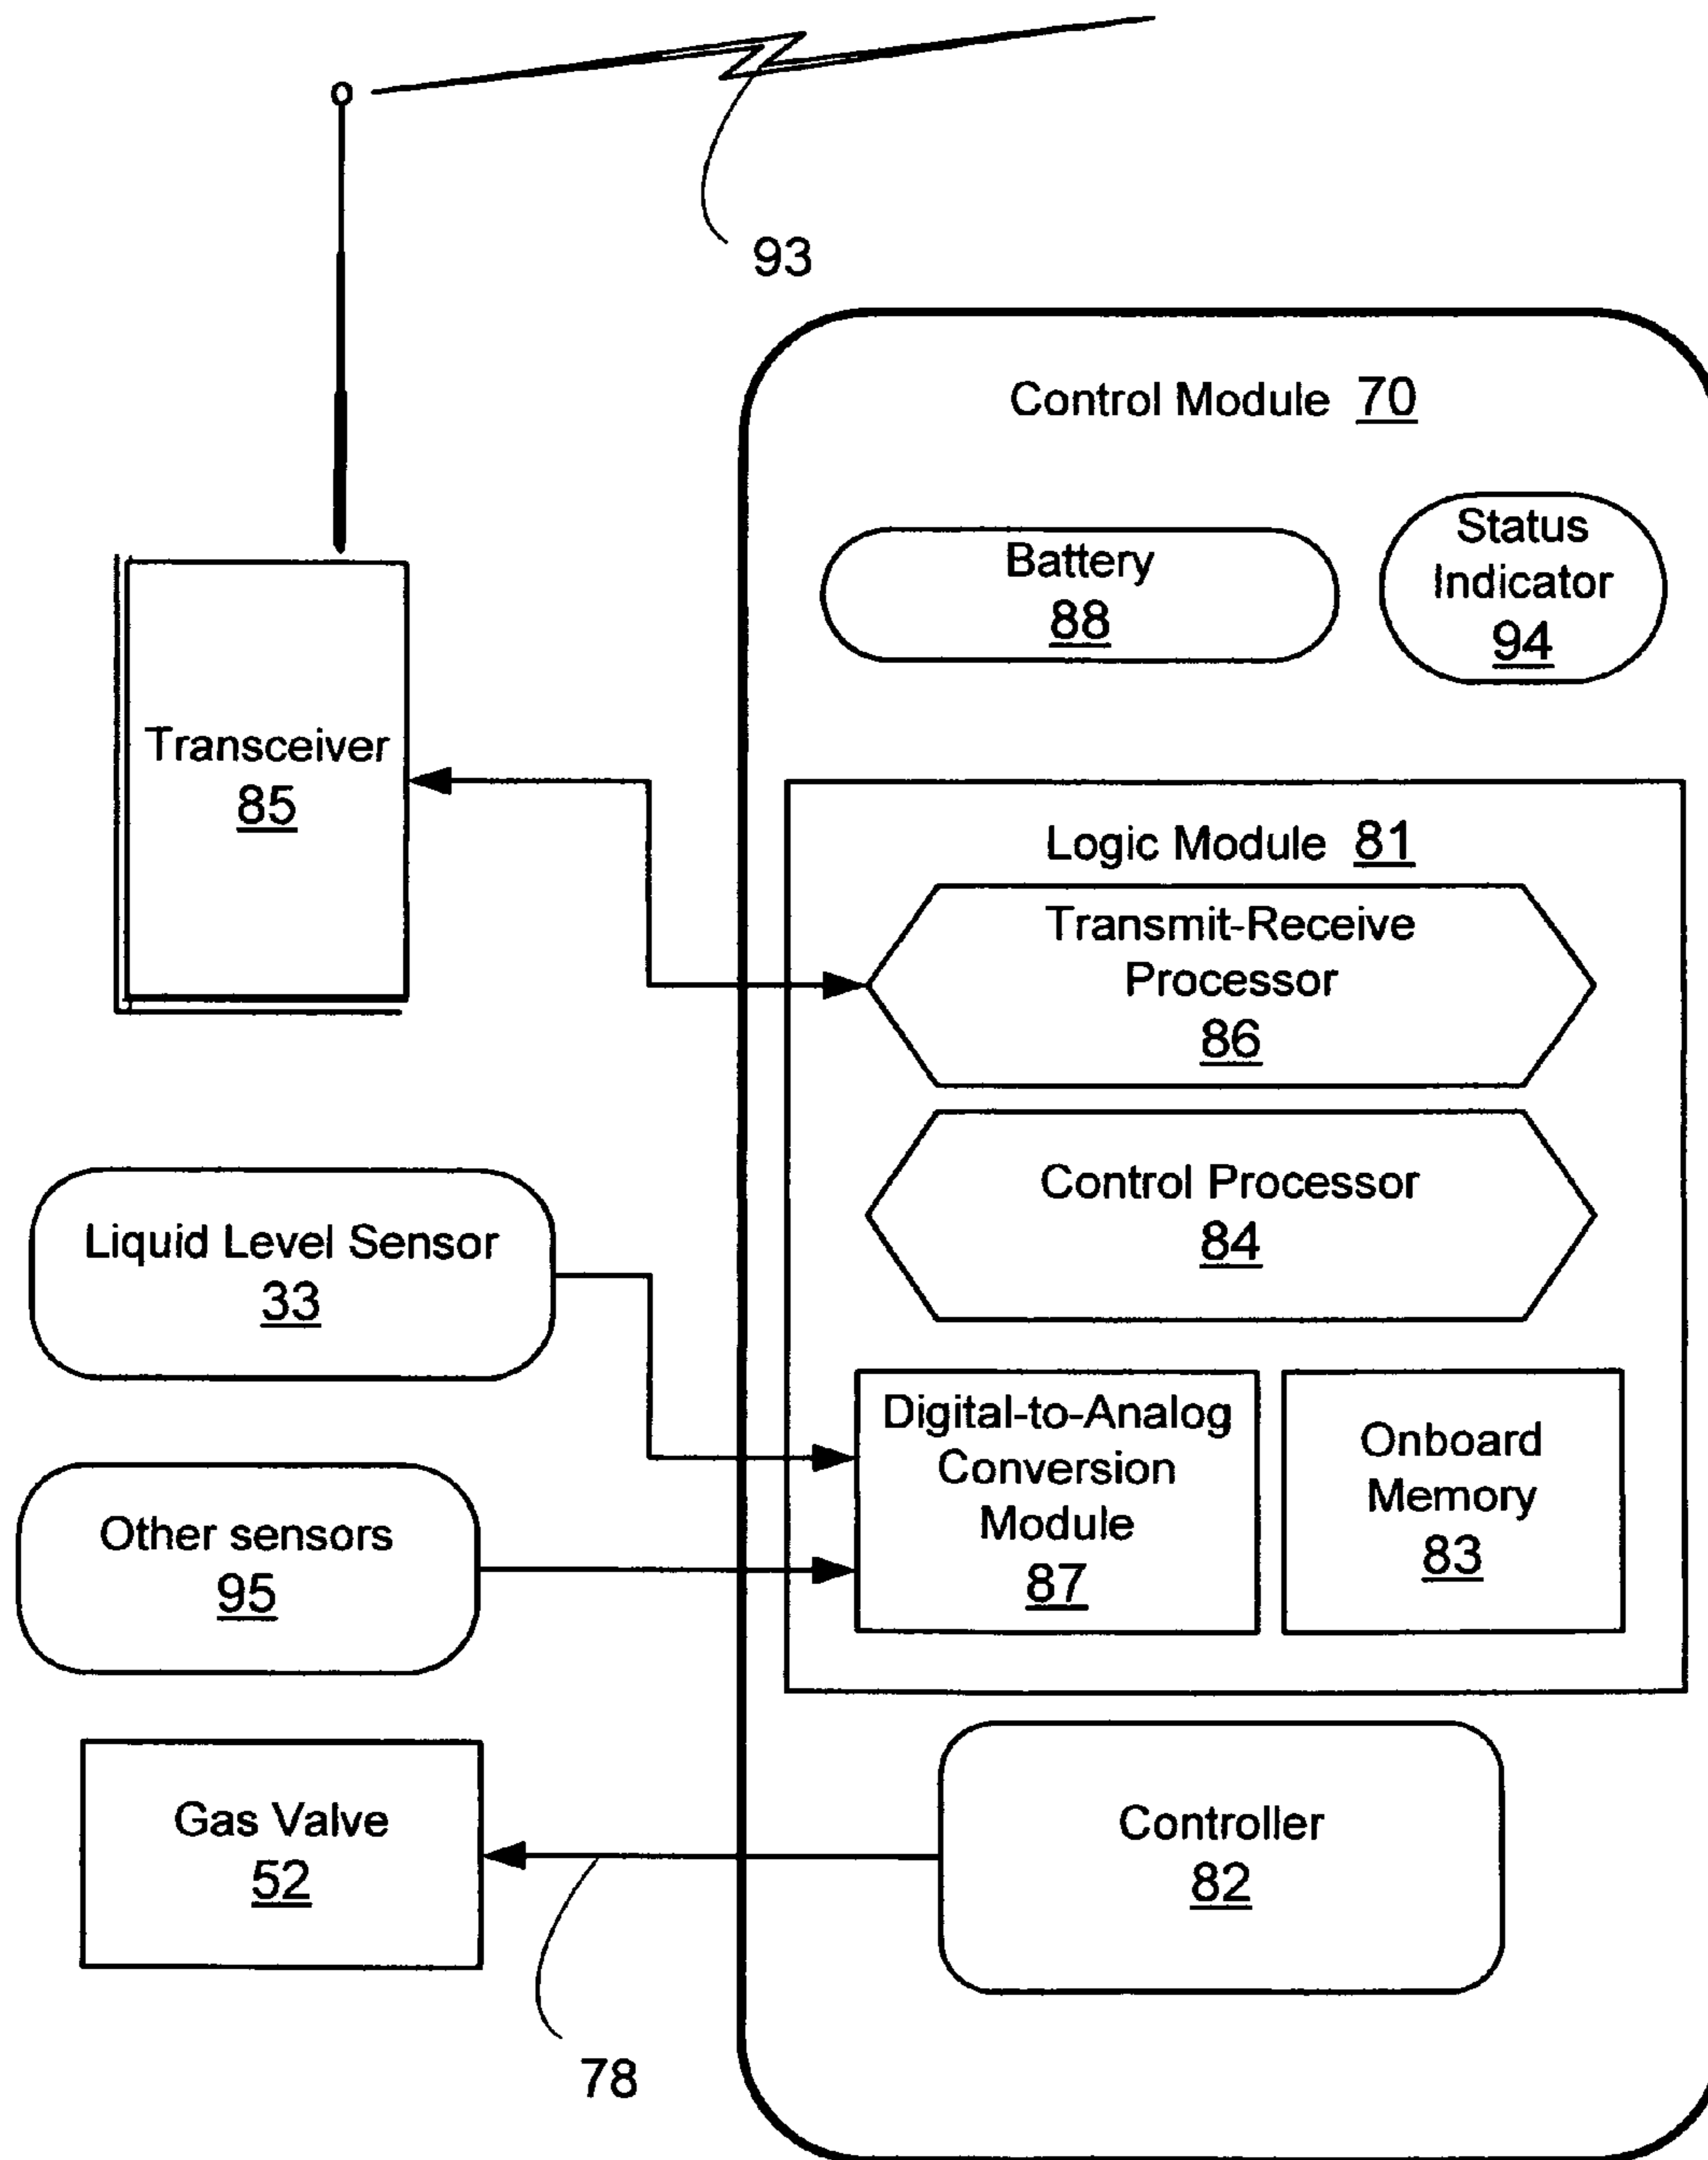 93
Control Module 70
Battery
88
Status
Indicator
94
Transceiver
85
Logic Module 81
Transmit-Receive
Processor
86
Control Processor
84
Liquid Level Sensor
33
Digital-to-Analog
Conversion
Module
87
Onboard
Memory
83
Other sensors
95
Gas Valve
52
Controller
82
78